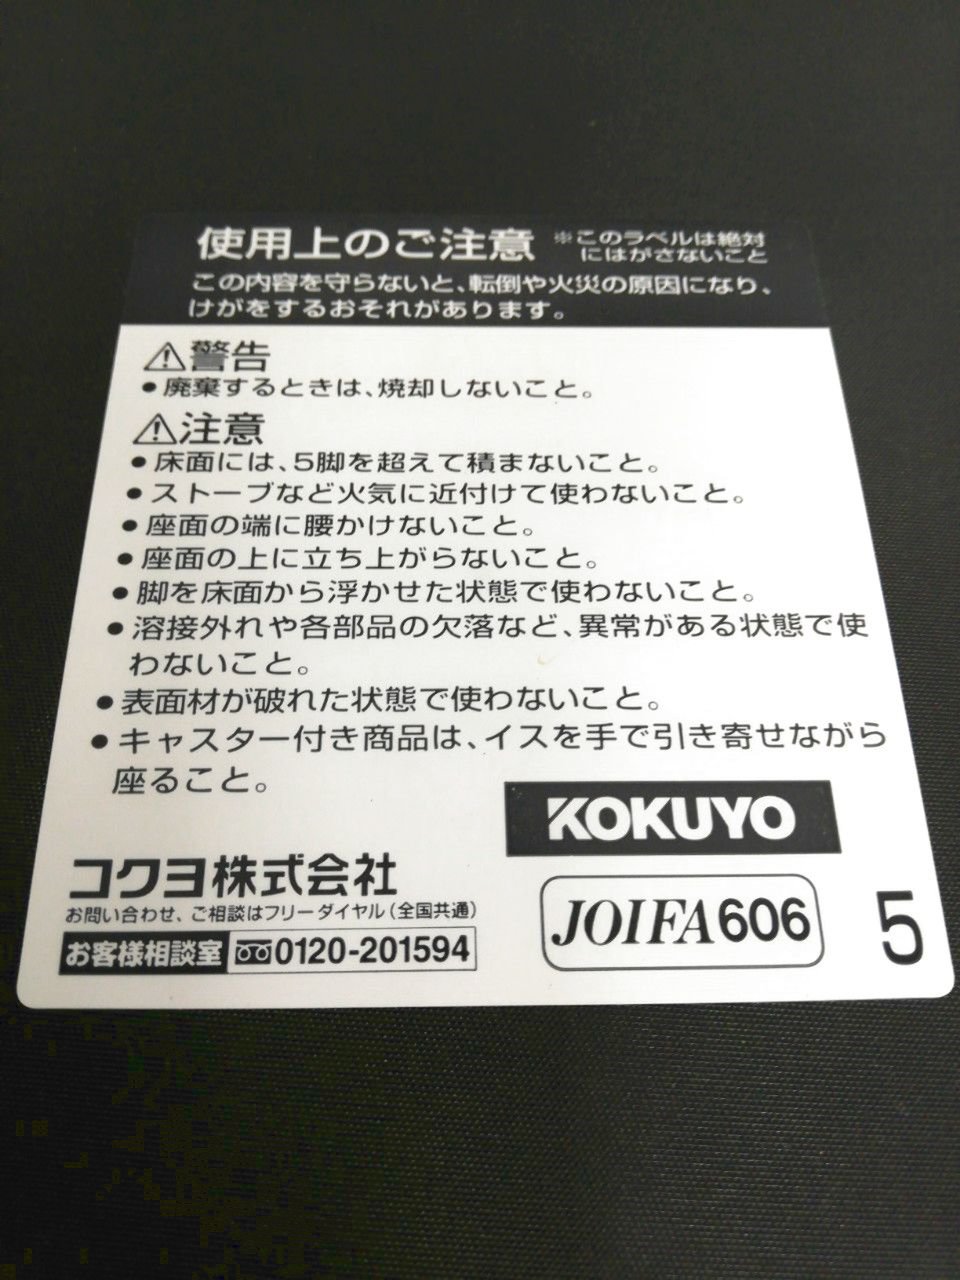 使用上のご注意 ※このラベルは絶対
にはがさないこと
この内容を守らないと、転倒や火災の原因になり、
けがをするおそれがあります。
⚠警告
●廃棄するときは、焼却しないこと。
⚠注意
●床面には、5脚を超えて積まないこと。
●ストーブなど火気に近付けて使わないこと。
●座面の端に腰かけないこと。
●座面の上に立ち上がらないこと。
●脚を床面から浮かせた状態で使わないこと。
●溶接外れや各部品の欠落など、異常がある状態で使
わないこと。
●表面材が破れた状態で使わないこと。
●キャスター付き商品は、イスを手で引き寄せながら
座ること。
KOKUYO
コクヨ株式会社
お問い合わせ、ご相談はフリーダイヤル(全国共通)
お客様相談室 0120-201594
JOIFA606
5